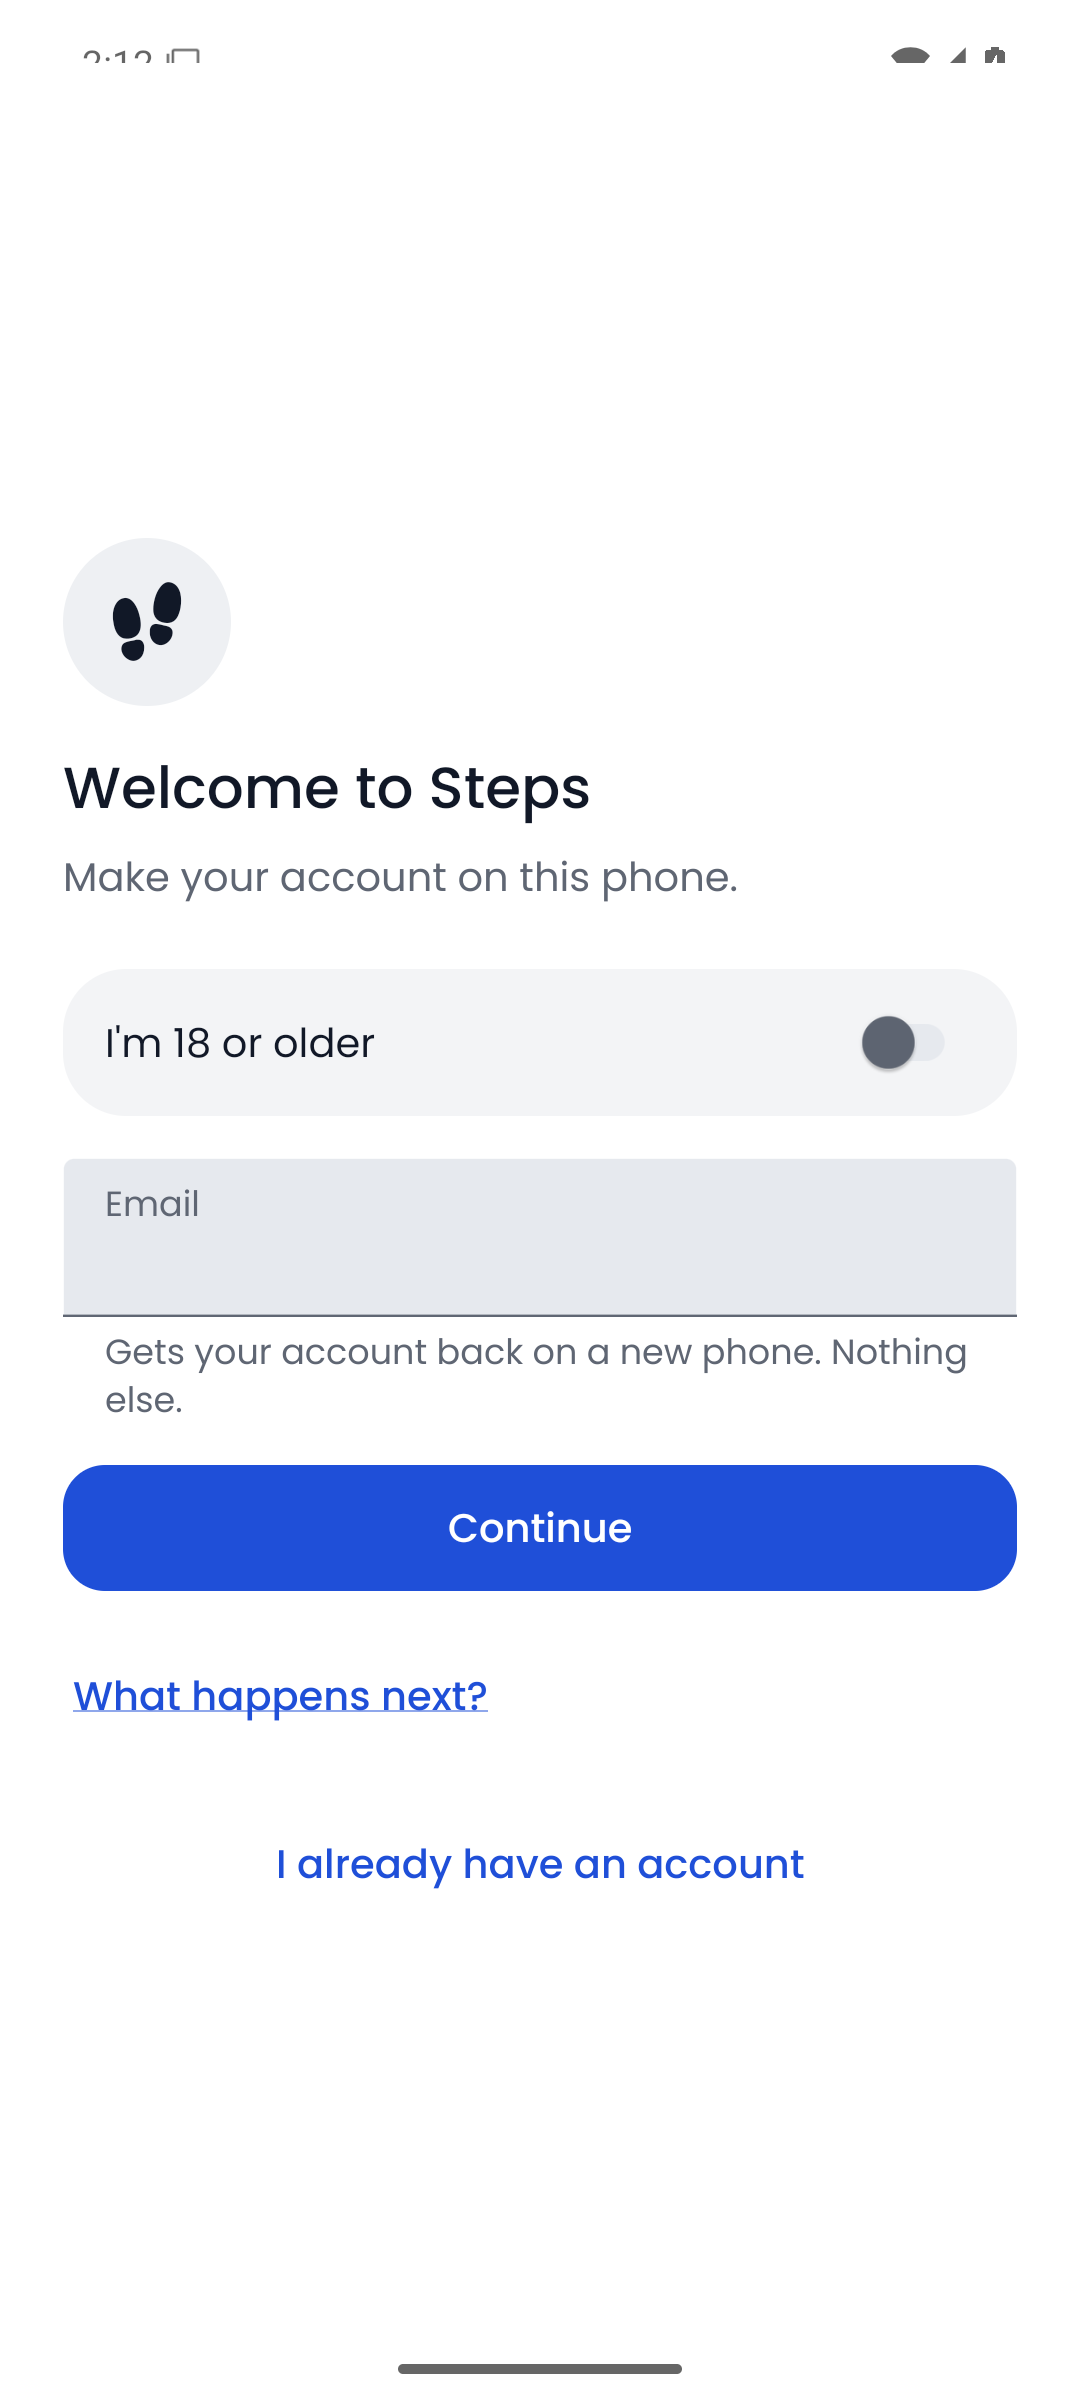 Welcome to Steps
Make your account on this phone.
I'm 18 or older
Email
Gets your account back on a new phone. Nothing
else.
Continue
What happens next?
I already have an account